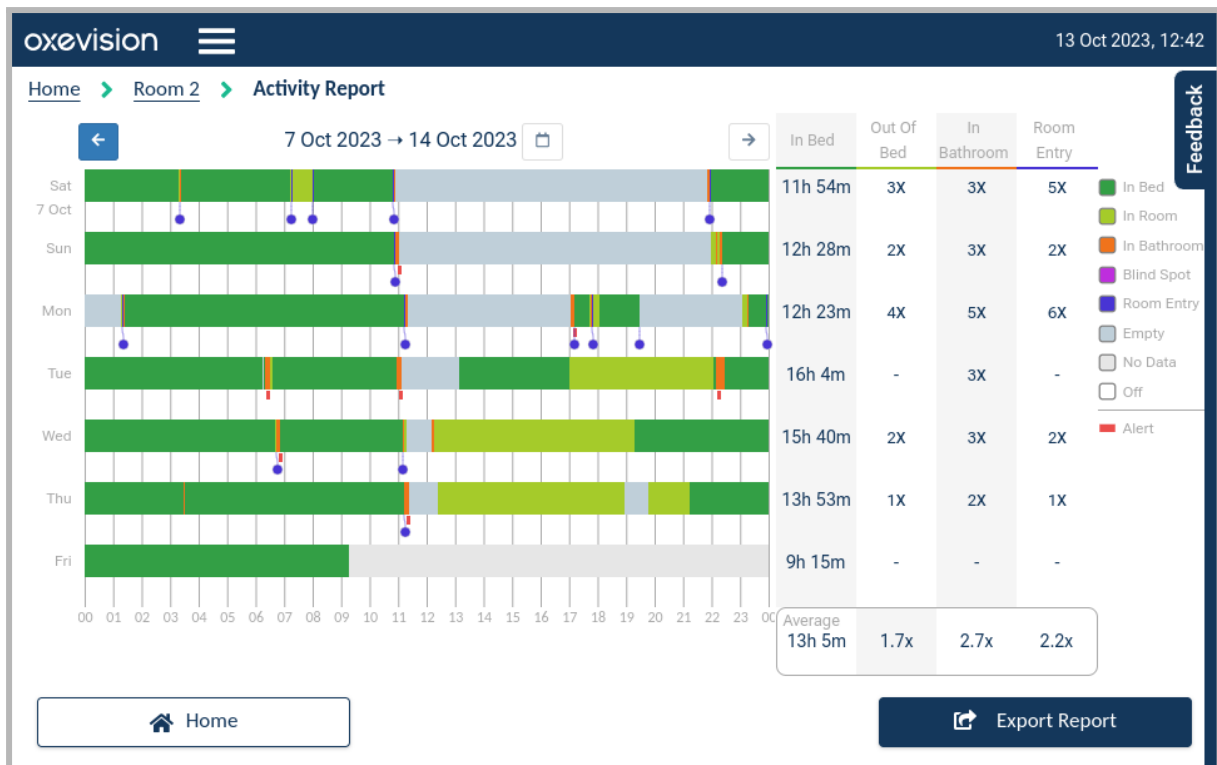 oxevision
13 Oct 2023, 12:42
Home > Room 2 > Activity Report
Feedback
7 Oct 2023 → 14 Oct 2023
In Bed
Out Of Bed
In Bathroom
Room Entry
Sat
7 Oct
11h 54m 3X 3X 5X
Sun 12h 28m 2X 3X 2X
Mon 12h 23m 4X 5X 6X
Tue 16h 4m - 3X -
Wed 15h 40m 2X 3X 2X
Thu 13h 53m 1X 2X 1X
Fri 9h 15m - - -
00 01 02 03 04 05 06 07 08 09 10 11 12 13 14 15 16 17 18 19 20 21 22 23 00
Average
13h 5m 1.7x 2.7x 2.2x
In Bed
In Room
In Bathroom
Blind Spot
Room Entry
Empty
No Data
Off
Alert
Home
Export Report